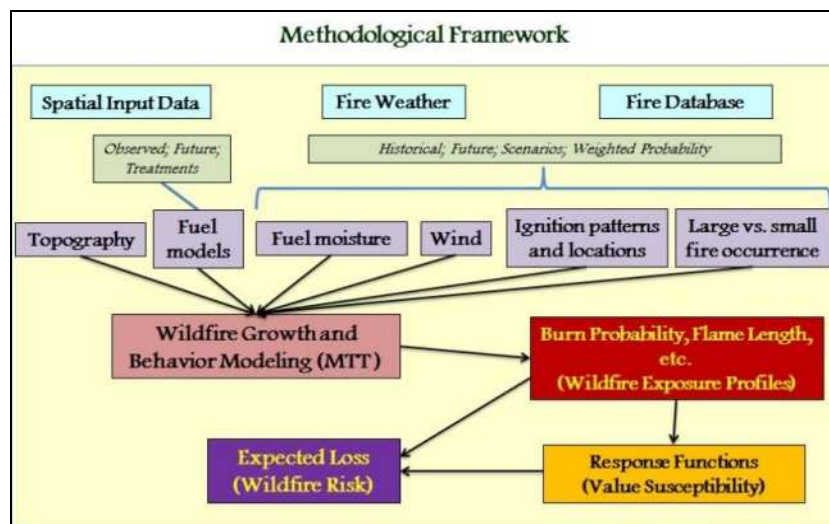 Methodological Framework
Spatial Input Data
Fire Weather
Fire Database
Observed; Future;
Treatments
Historical; Future; Scenarios; Weighted Probability
Topography
Fuel
models
Fuel moisture
Wind
Ignition patterns
and locations
Large vs. small
fire occurrence
Wildfire Growth and
Behavior Modeling (MTT)
Burn Probability, Flame Length,
etc.
(Wildfire Exposure Profiles)
Expected Loss
(Wildfire Risk)
Response Functions
(Value Susceptibility)